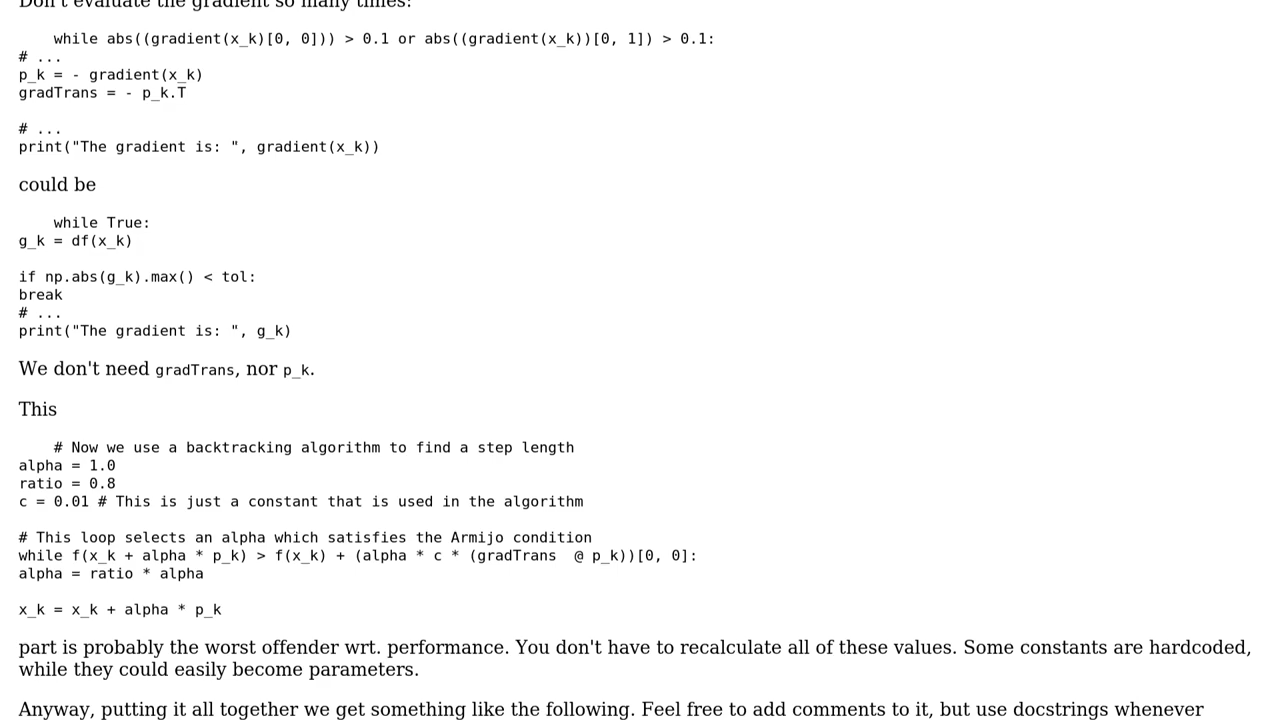 Don't evaluate the gradient so many times:
while abs((gradient(x_k)[0, 0])) > 0.1 or abs((gradient(x_k))[0, 1]) > 0.1:
# ...
p_k = - gradient(x_k)
gradTrans = - p_k.T
# ...
print("The gradient is: ", gradient(x_k))
could be
while True:
g_k = df(x_k)
if np.abs(g_k).max() < tol:
break
# ...
print("The gradient is: ", g_k)
We don't need gradTrans, nor p_k.
This
# Now we use a backtracking algorithm to find a step length
alpha = 1.0
ratio = 0.8
c = 0.01 # This is just a constant that is used in the algorithm
# This loop selects an alpha which satisfies the Armijo condition
while f(x_k + alpha * p_k) > f(x_k) + (alpha * c * (gradTrans  @ p_k))[0, 0]:
alpha = ratio * alpha
x_k = x_k + alpha * p_k
part is probably the worst offender wrt. performance. You don't have to recalculate all of these values. Some constants are hardcoded,
while they could easily become parameters.
Anyway, putting it all together we get something like the following. Feel free to add comments to it, but use docstrings whenever